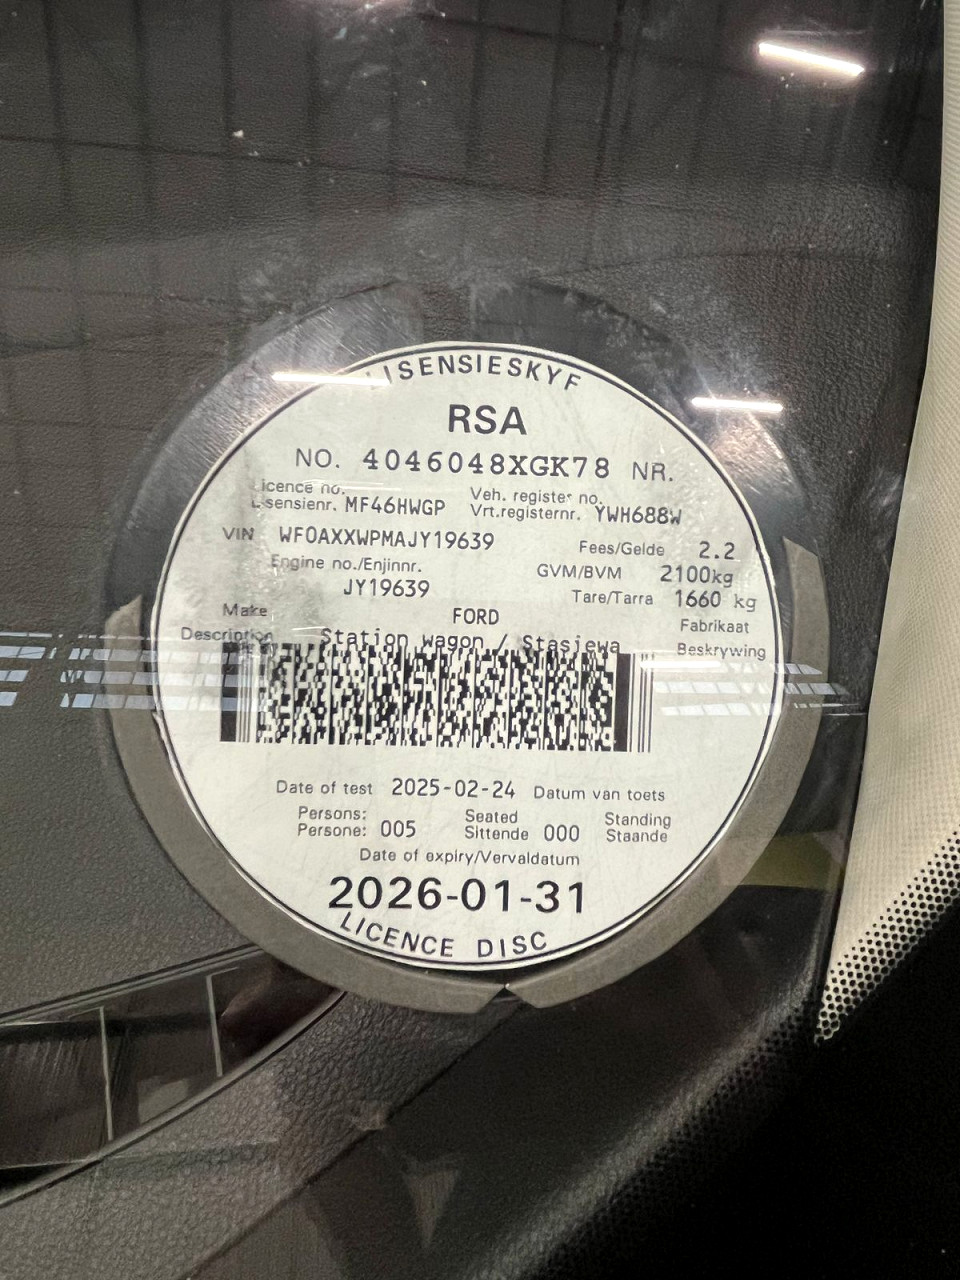 LISENSIESKYF
RSA
NO. 4046048XGK78 NR.
Licence no. Veh. register no.
Lisensienr. MF46HWGP Vrt.registernr. YWH688W
VIN WF0AXXWPMAJY19639 Fees/Gelde 2.2
Engine no./Enjinnr. GVM/BVM 2100kg
JY19639 Tare/Tarra 1660 kg
Make FORD Fabrikaat
Description Station wagon / Stasiewa Beskrywing
Date of test 2025-02-24 Datum van toets
Persons: Seated Standing
Persone: 005 Sittende 000 Staande
Date of expiry/Vervaldatum
2026-01-31
LICENCE DISC